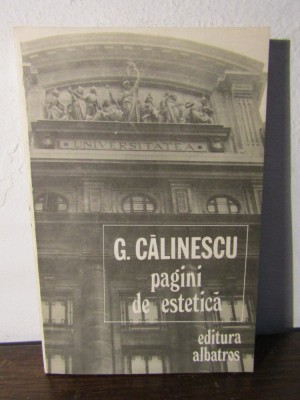 UNIVERSITATEA
G. CĂLINESCU
pagini
de estetică
editura
albatros